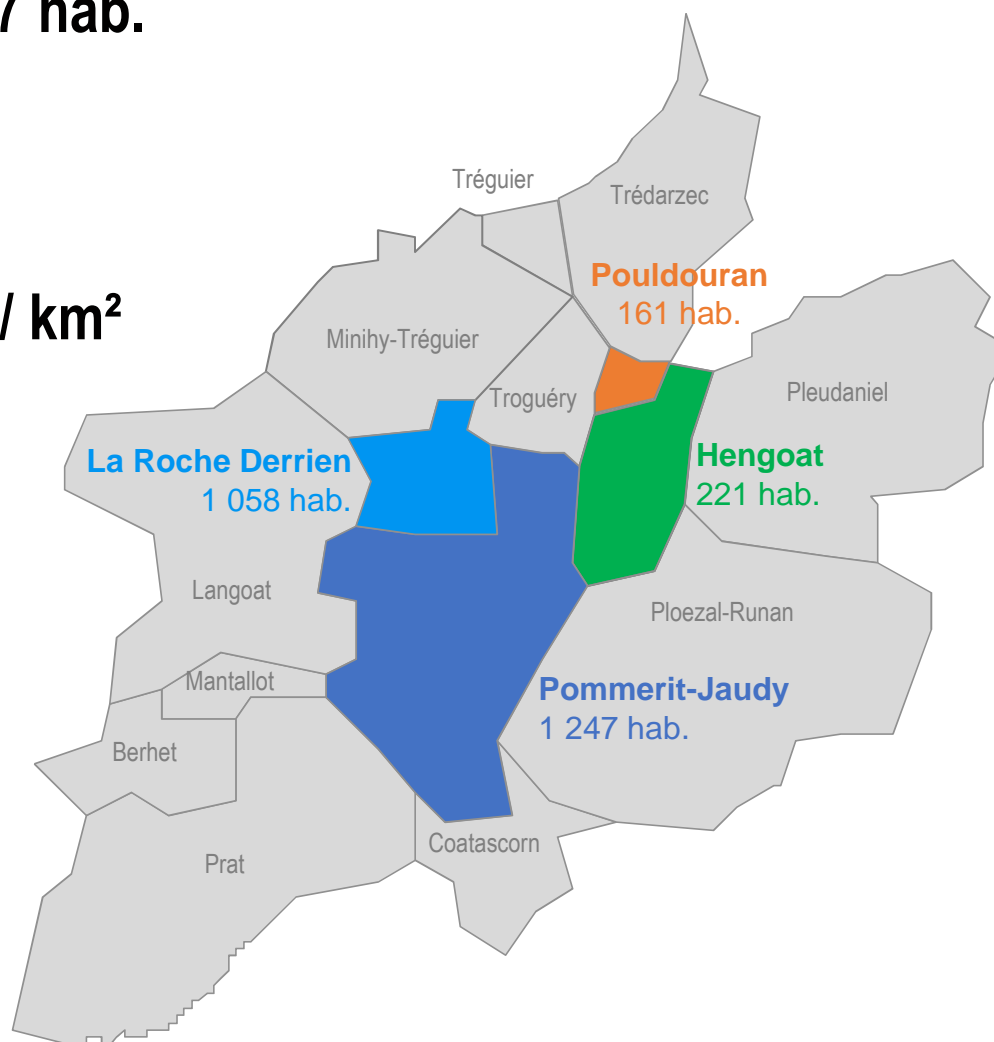 7 hab.
Tréguier
Trédarzec
Pouldouran
161 hab.
/ km²
Minihy-Tréguier
Troguéry
Pleudaniel
La Roche Derrien
1 058 hab.
Hengoat
221 hab.
Langoat
Ploezal-Runan
Mantallot
Pommerit-Jaudy
1 247 hab.
Berhet
Coatascorn
Prat